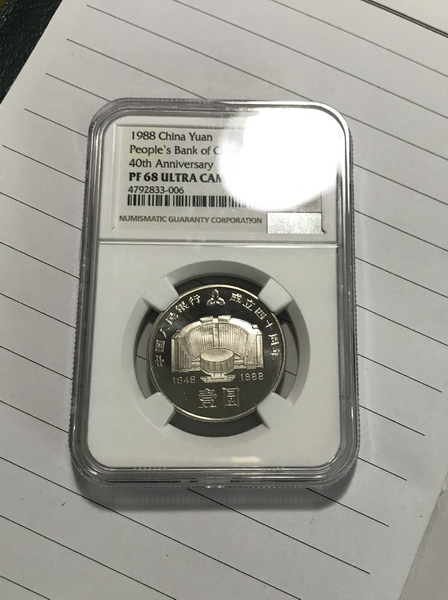 1988 China Yuan
People's Bank of C
40th Anniversary
PF 68 ULTRA CAM
4792833-006
NUMISMATIC GUARANTY CORPORATION
中国人民银行 成立四十周年
1948 1988
壹圆